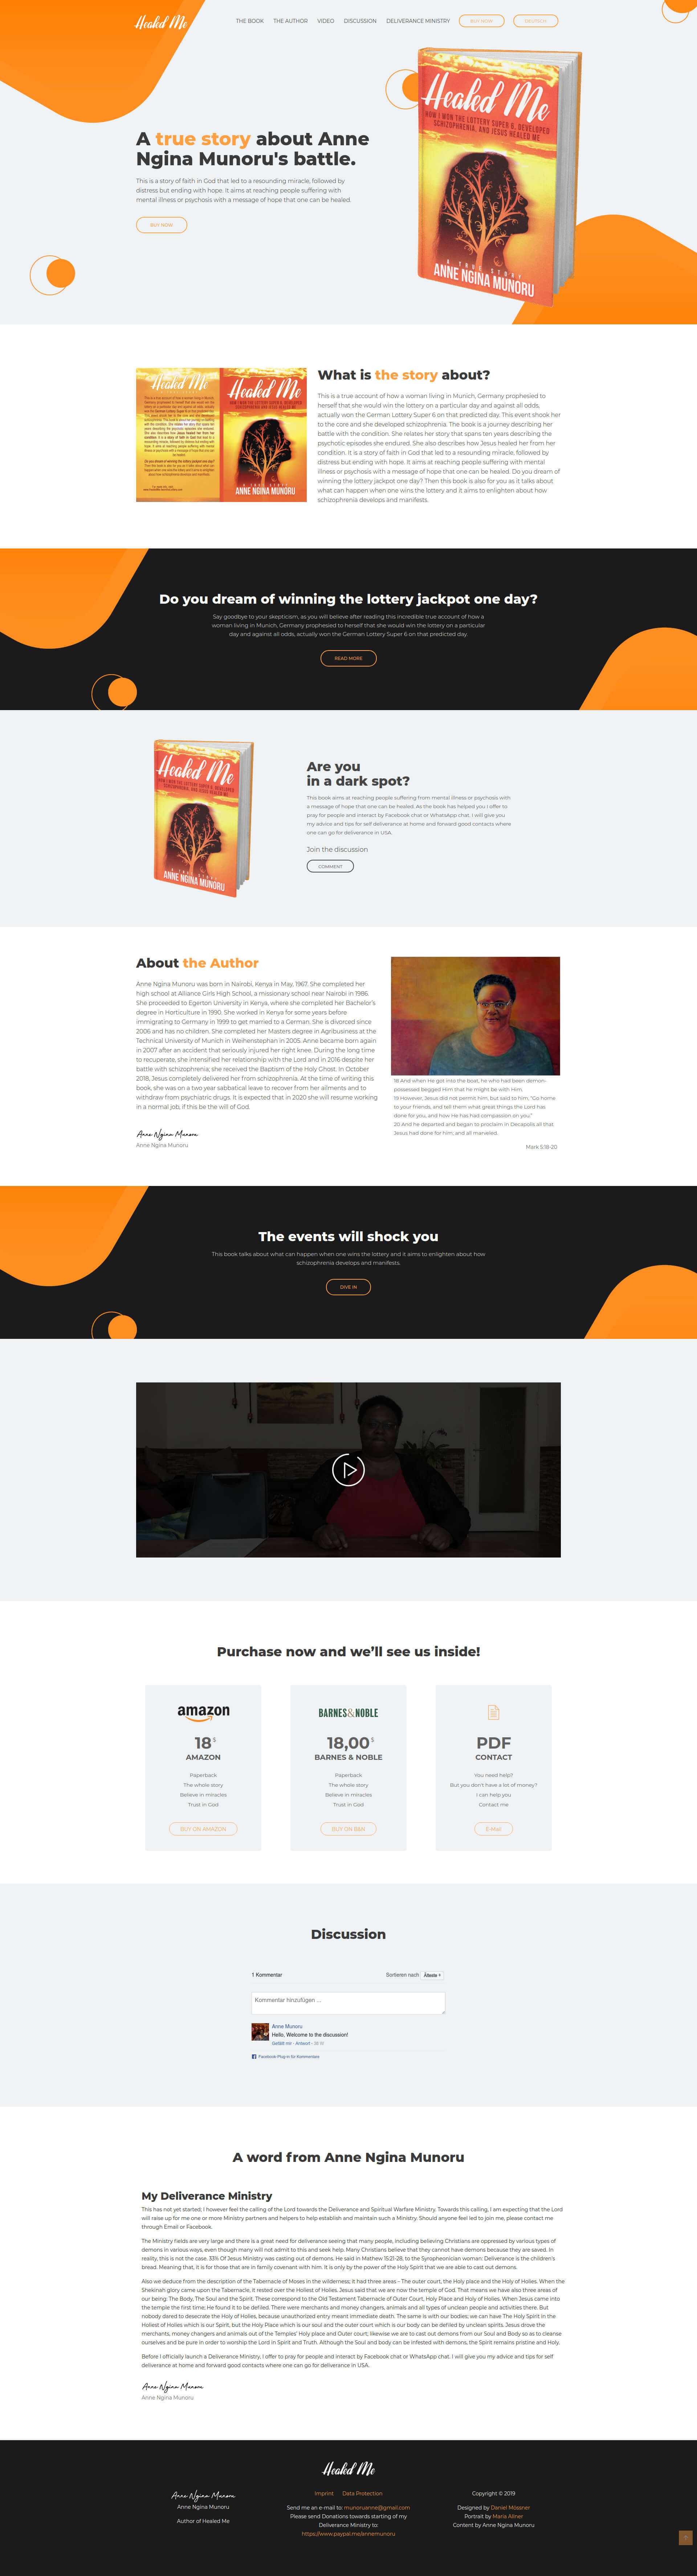 Healed Me
THE BOOK
THE AUTHOR
VIDEO
DISCUSSION
DELIVERANCE MINISTRY
BUY NOW
DEUTSCH
A true story about Anne
Ngina Munoru's battle.
This is a story of faith in God that led to a resounding miracle, followed by
distress but ending with hope. It aims at reaching people suffering with
mental illness or psychosis with a message of hope that one can be healed.
BUY NOW
Healed Me
HOW I WON THE LOTTERY SUPER 6, DEVELOPED
SCHIZOPHRENIA, AND JESUS HEALED ME
A TRUE STORY
ANNE NGINA MUNORU
Healed Me
Healed Me
ANNE NGINA MUNORU
What is the story about?
This is a true account of how a woman living in Munich, Germany prophesied to
herself that she would win the lottery on a particular day and against all odds,
actually won the German Lottery Super 6 on that predicted day. This event shook her
to the core and she developed schizophrenia. The book is a journey describing her
battle with the condition. She relates her story that spans ten years describing the
psychotic episodes she endured. She also describes how Jesus healed her from her
condition. It is a story of faith in God that led to a resounding miracle, followed by
distress but ending with hope. It aims at reaching people suffering with mental
illness or psychosis with a message of hope that one can be healed. Do you dream of
winning the lottery jackpot one day? Then this book is also for you as it talks about
what can happen when one wins the lottery and it aims to enlighten about how
schizophrenia develops and manifests.
Do you dream of winning the lottery jackpot one day?
Say goodbye to your skepticism, as you will believe after reading this incredible true account of how a
woman living in Munich, Germany prophesied to herself that she would win the lottery on a particular
day and against all odds, actually won the German Lottery Super 6 on that predicted day.
READ MORE
Healed Me
HOW I WON THE LOTTERY SUPER 6, DEVELOPED
SCHIZOPHRENIA, AND JESUS HEALED ME
A TRUE STORY
ANNE NGINA MUNORU
Are you
in a dark spot?
This book aims at reaching people suffering from mental illness or psychosis with
a message of hope that one can be healed. As the book has helped you I offer to
pray for people and interact by Facebook chat or WhatsApp chat. I will give you
my advice and tips for self deliverance at home and forward good contacts where
one can go for deliverance in USA.
Join the discussion
COMMENT
About the Author
Anne Ngina Munoru was born in Nairobi, Kenya in May, 1967. She completed her
high school at Alliance Girls High School, a missionary school near Nairobi in 1986.
She proceeded to Egerton University in Kenya, where she completed her Bachelor's
degree in Horticulture in 1990. She worked in Kenya for some years before
immigrating to Germany in 1999 to get married to a German. She is divorced since
2006 and has no children. She completed her Masters degree in Agribusiness at the
Technical University of Munich in Weihenstephan in 2005. Anne became born again
in 2007 after an accident that seriously injured her right knee. During the long time
to recuperate, she intensified her relationship with the Lord and in 2016 despite her
battle with schizophrenia; she received the Baptism of the Holy Ghost. In October
2018, Jesus completely delivered her from schizophrenia. At the time of writing this
book, she was on a two year sabbatical leave to recover from her ailments and to
withdraw from psychiatric drugs. It is expected that in 2020 she will resume working
in a normal job, if this be the will of God.
Anne Ngina Munoru
Anne Ngina Munoru
18 And when He got into the boat, he who had been demon-
possessed begged Him that he might be with Him.
19 However, Jesus did not permit him, but said to him, "Go home
to your friends, and tell them what great things the Lord has
done for you, and how He has had compassion on you."
20 And he departed and began to proclaim in Decapolis all that
Jesus had done for him; and all marveled.
Mark 5:18-20
The events will shock you
This book talks about what can happen when one wins the lottery and it aims to enlighten about how
schizophrenia develops and manifests.
DIVE IN
Purchase now and we'll see us inside!
amazon
18 $
AMAZON
Paperback
The whole story
Believe in miracles
Trust in God
BUY ON AMAZON
BARNES&NOBLE
18,00 $
BARNES & NOBLE
Paperback
The whole story
Believe in miracles
Trust in God
BUY ON B&N
PDF
CONTACT
You need help?
But you don't have a lot of money?
I can help you
Contact me
E-Mail
Discussion
1 Kommentar
Sortieren nach Älteste
Kommentar hinzufügen ...
Anne Munoru
Hello, Welcome to the discussion!
Gefällt mir · Antwort ·
Facebook-Plug-in für Kommentare
A word from Anne Ngina Munoru
My Deliverance Ministry
This has not yet started; I however feel the calling of the Lord towards the Deliverance and Spiritual Warfare Ministry. Towards this calling, I am expecting that the Lord
will raise up for me one or more Ministry partners and helpers to help establish and maintain such a Ministry. Should anyone feel led to join me, please contact me
through Email or Facebook.
The Ministry fields are very large and there is a great need for deliverance seeing that many people, including believing Christians are oppressed by various types of
demons in various ways, even though many will not admit to this and seek help. Many Christians believe that they cannot have demons because they are saved. In
reality, this is not the case. 33% Of Jesus Ministry was casting out of demons. He said in Mathew 15:21-28, to the Syrophoenician woman: Deliverance is the children's
bread. Meaning that, it is for those that are in family covenant with him. It is only by the power of the Holy Spirit that we are able to cast out demons.
Also we deduce from the description of the Tabernacle of Moses in the wilderness; it had three areas – The outer court, the Holy place and the Holy of Holies. When the
Shekinah glory came upon the Tabernacle, it rested over the Holiest of Holies. Jesus said that we are now the temple of God. That means we have also three areas of
our being: The Body, The Soul and the Spirit. These correspond to the Old Testament Tabernacle of Outer Court, Holy Place and Holy of Holies. When Jesus came into
the temple the first time, He found it to be defiled. There were merchants and money changers, animals and all types of unclean people and activities there. But
nobody dared to desecrate the Holy of Holies, because unauthorized entry meant immediate death. The same is with our bodies; we can have The Holy Spirit in the
Holiest of Holies which is our Spirit, but the Holy Place which is our soul and the outer court which is our body can be defiled by unclean spirits. Jesus drove the
merchants, money changers and animals out of the Temples' Holy place and Outer court; likewise we are to cast out demons from our Soul and Body so as to cleanse
ourselves and be pure in order to worship the Lord in Spirit and Truth. Although the Soul and body can be infested with demons, the Spirit remains pristine and Holy.
Before I officially launch a Deliverance Ministry, I offer to pray for people and interact by Facebook chat or WhatsApp chat. I will give you my advice and tips for self
deliverance at home and forward good contacts where one can go for deliverance in USA.
Anne Ngina Munoru
Anne Ngina Munoru
Healed Me
Anne Ngina Munoru
Anne Ngina Munoru
Author of Healed Me
Imprint
Data Protection
Send me an e-mail to: munoruanne@gmail.com
Please send Donations towards starting of my
Deliverance Ministry to:
https://www.paypal.me/annemunoru
Copyright © 2019
Designed by Daniel Mössner
Portrait by Maria Allner
Content by Anne Ngina Munoru